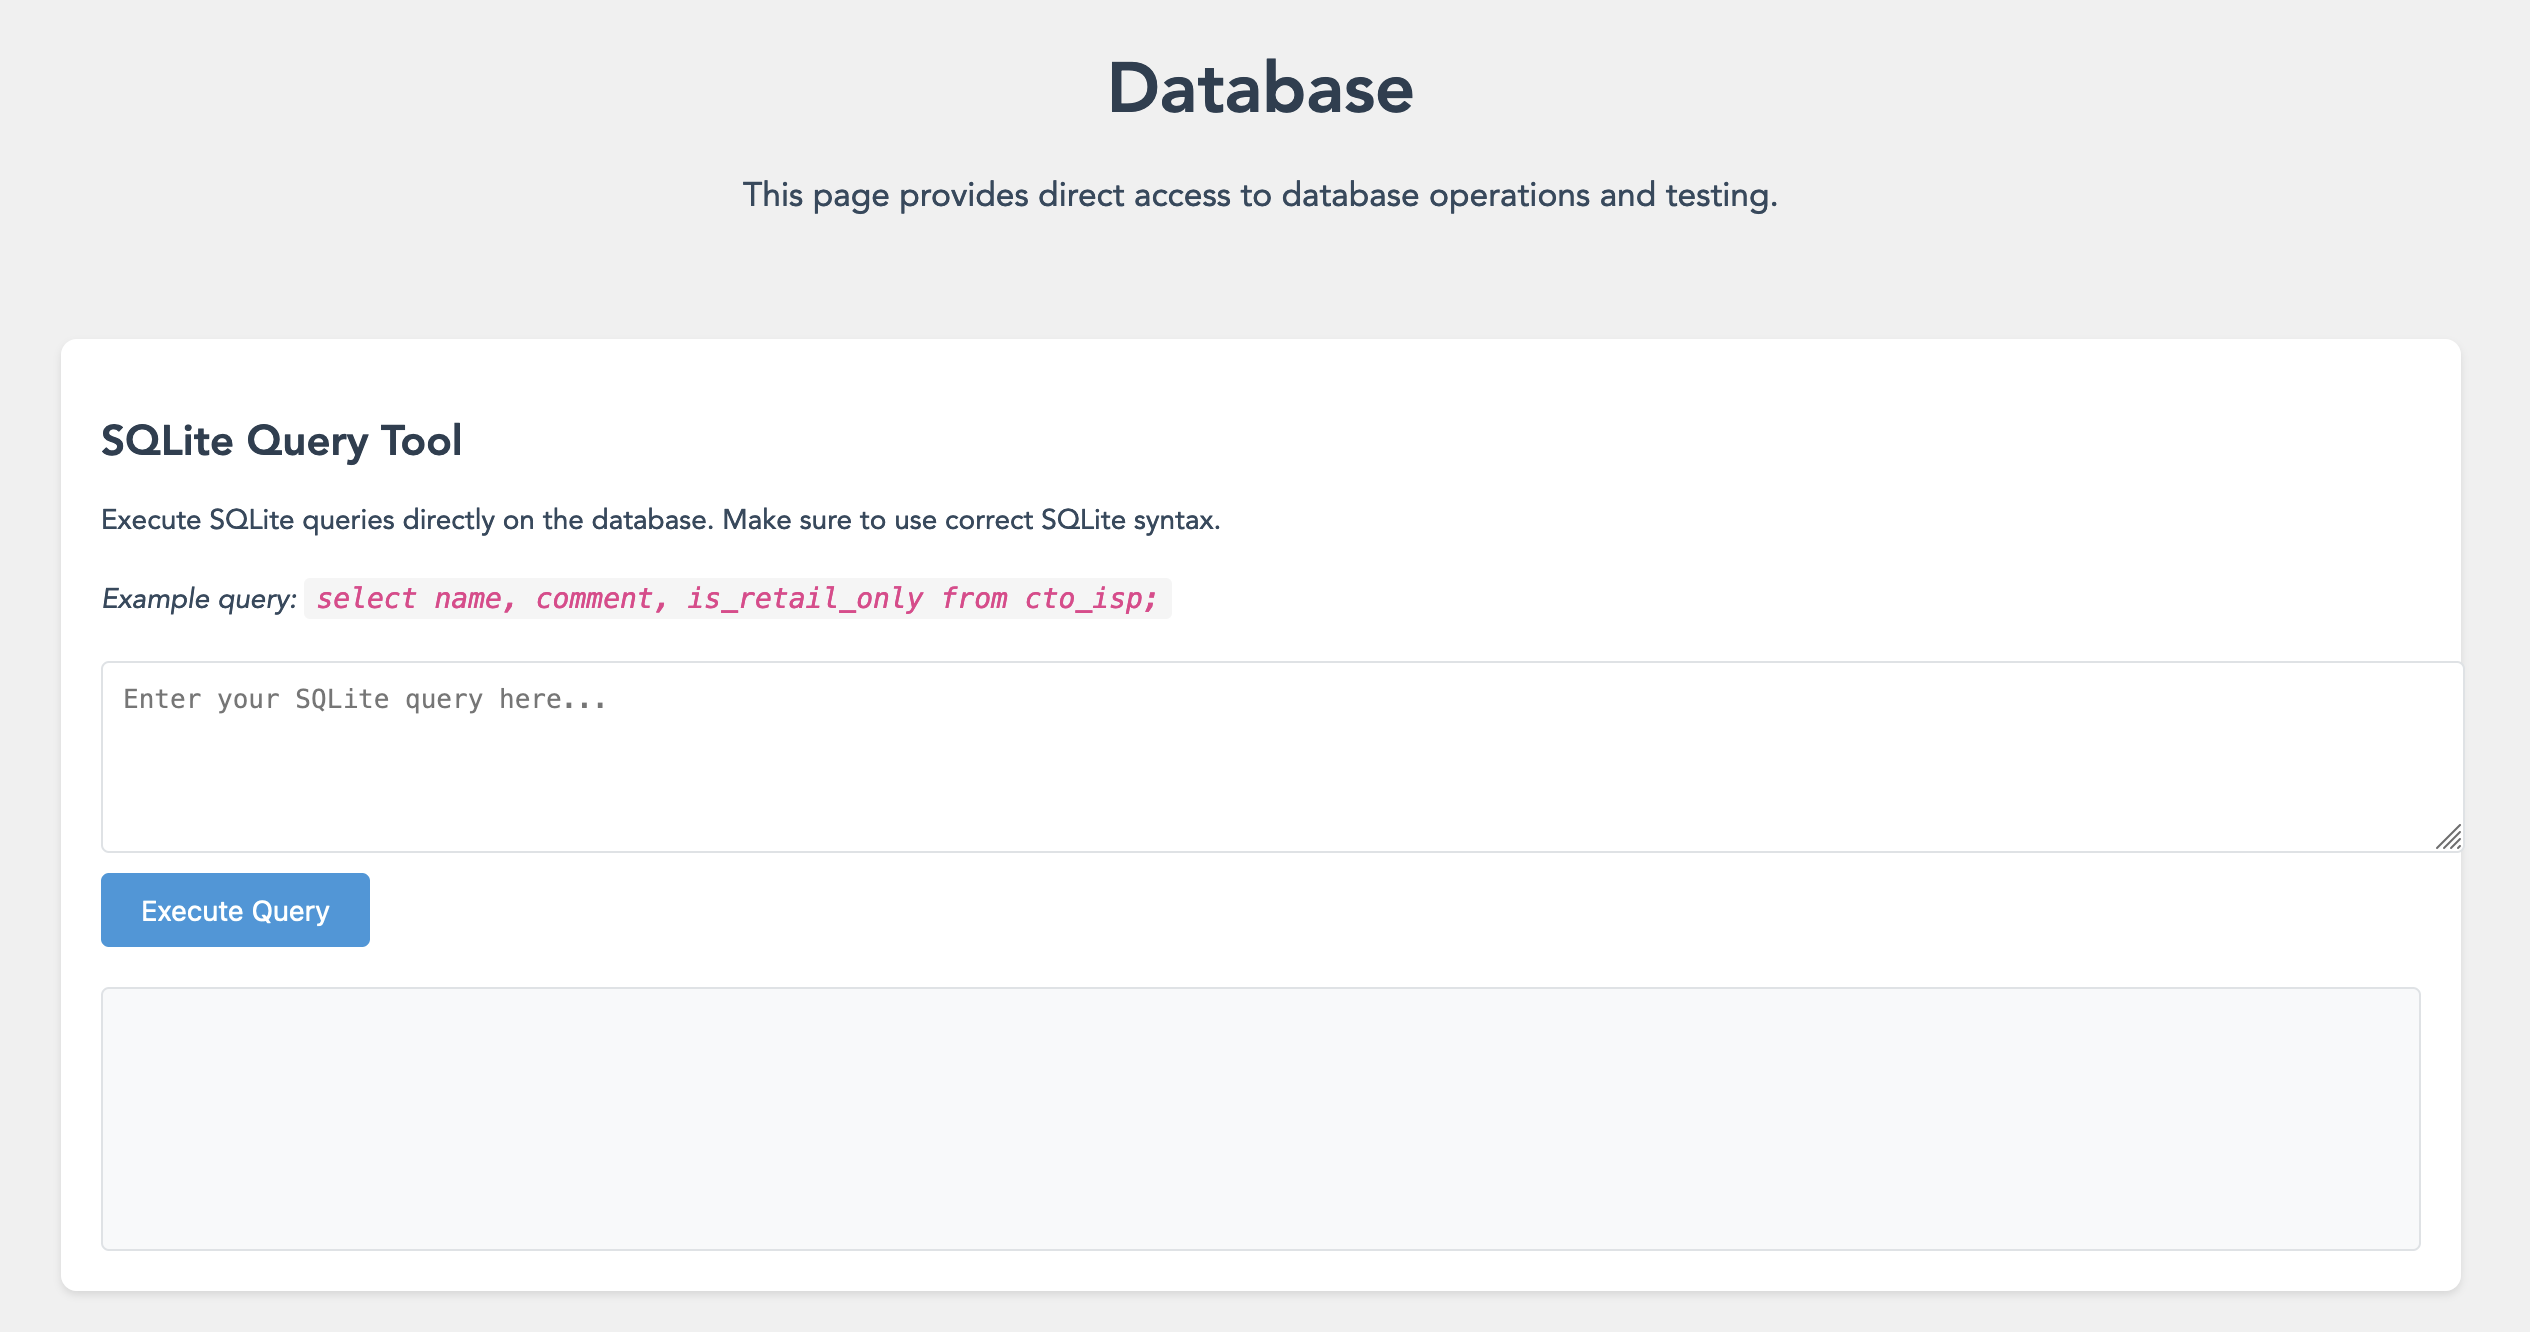 Database
This page provides direct access to database operations and testing.
SQLite Query Tool
Execute SQLite queries directly on the database. Make sure to use correct SQLite syntax.
Example query: select name, comment, is_retail_only from cto_isp;
Enter your SQLite query here...
Execute Query